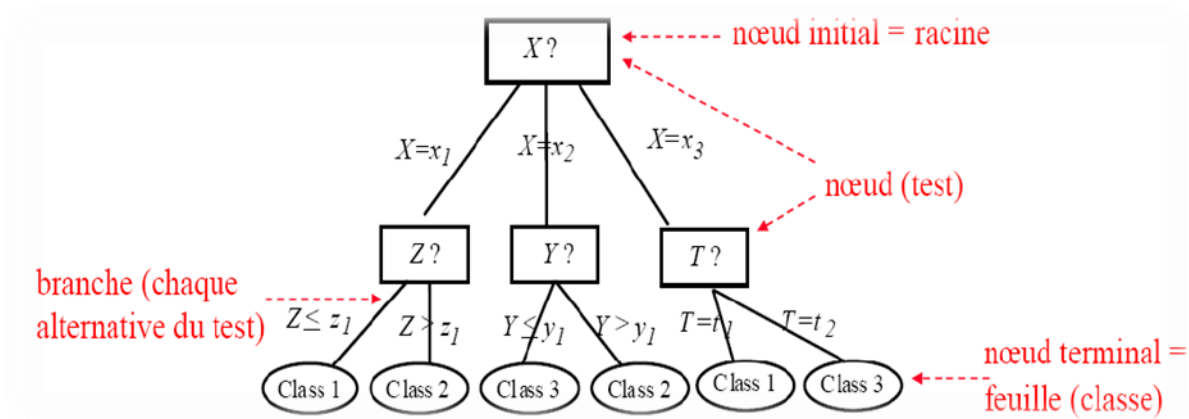 nœud initial = racine
X ?
X=x1
X=x2
X=x3
nœud (test)
Z ?
Y ?
T ?
branche (chaque
alternative du test)
Z≤ z1
Z > z1
Y ≤ y1
Y > y1
T=t1
T=t2
Class 1
Class 2
Class 3
Class 2
Class 1
Class 3
nœud terminal =
feuille (classe)